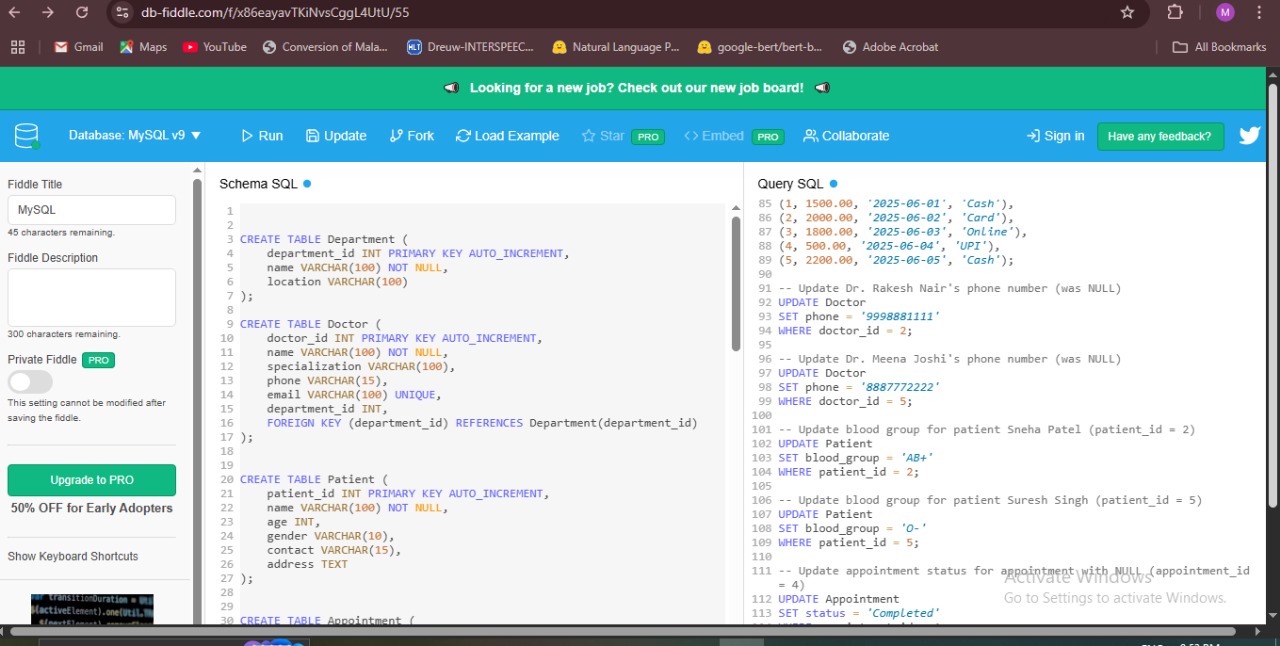 db-fiddle.com/f/x86eayavTKiNvsCggL4UtU/55
M
Gmail
Maps
YouTube
Conversion of Mala...
HLT
Dreuw-INTERSPEEC...
Natural Language P...
google-bert/bert-b...
Adobe Acrobat
All Bookmarks
Looking for a new job? Check out our new job board!
Database: MySQL v9 ▼
Run
Update
Fork
Load Example
Star PRO
<> Embed PRO
Collaborate
Sign in
Have any feedback?
Fiddle Title
MySQL
45 characters remaining.
Fiddle Description
300 characters remaining.
Private Fiddle PRO
This setting cannot be modified after
saving the fiddle.
Upgrade to PRO
50% OFF for Early Adopters
Show Keyboard Shortcuts
Schema SQL
1
2
3 CREATE TABLE Department (
4 department_id INT PRIMARY KEY AUTO_INCREMENT,
5 name VARCHAR(100) NOT NULL,
6 location VARCHAR(100)
7 );
8
9 CREATE TABLE Doctor (
10 doctor_id INT PRIMARY KEY AUTO_INCREMENT,
11 name VARCHAR(100) NOT NULL,
12 specialization VARCHAR(100),
13 phone VARCHAR(15),
14 email VARCHAR(100) UNIQUE,
15 department_id INT,
16 FOREIGN KEY (department_id) REFERENCES Department(department_id)
17 );
18
19
20 CREATE TABLE Patient (
21 patient_id INT PRIMARY KEY AUTO_INCREMENT,
22 name VARCHAR(100) NOT NULL,
23 age INT,
24 gender VARCHAR(10),
25 contact VARCHAR(15),
26 address TEXT
27 );
28
29
30 CREATE TABLE Appointment (
Query SQL
85 (1, 1500.00, '2025-06-01', 'Cash'),
86 (2, 2000.00, '2025-06-02', 'Card'),
87 (3, 1800.00, '2025-06-03', 'Online'),
88 (4, 500.00, '2025-06-04', 'UPI'),
89 (5, 2200.00, '2025-06-05', 'Cash');
90
91 -- Update Dr. Rakesh Nair's phone number (was NULL)
92 UPDATE Doctor
93 SET phone = '9998881111'
94 WHERE doctor_id = 2;
95
96 -- Update Dr. Meena Joshi's phone number (was NULL)
97 UPDATE Doctor
98 SET phone = '8887772222'
99 WHERE doctor_id = 5;
100
101 -- Update blood group for patient Sneha Patel (patient_id = 2)
102 UPDATE Patient
103 SET blood_group = 'AB+'
104 WHERE patient_id = 2;
105
106 -- Update blood group for patient Suresh Singh (patient_id = 5)
107 UPDATE Patient
108 SET blood_group = 'O-'
109 WHERE patient_id = 5;
110
111 -- Update appointment status for appointment with NULL (appointment_id
= 4)
112 UPDATE Appointment
113 SET status = 'Completed'
Activate Windows
Go to Settings to activate Windows.